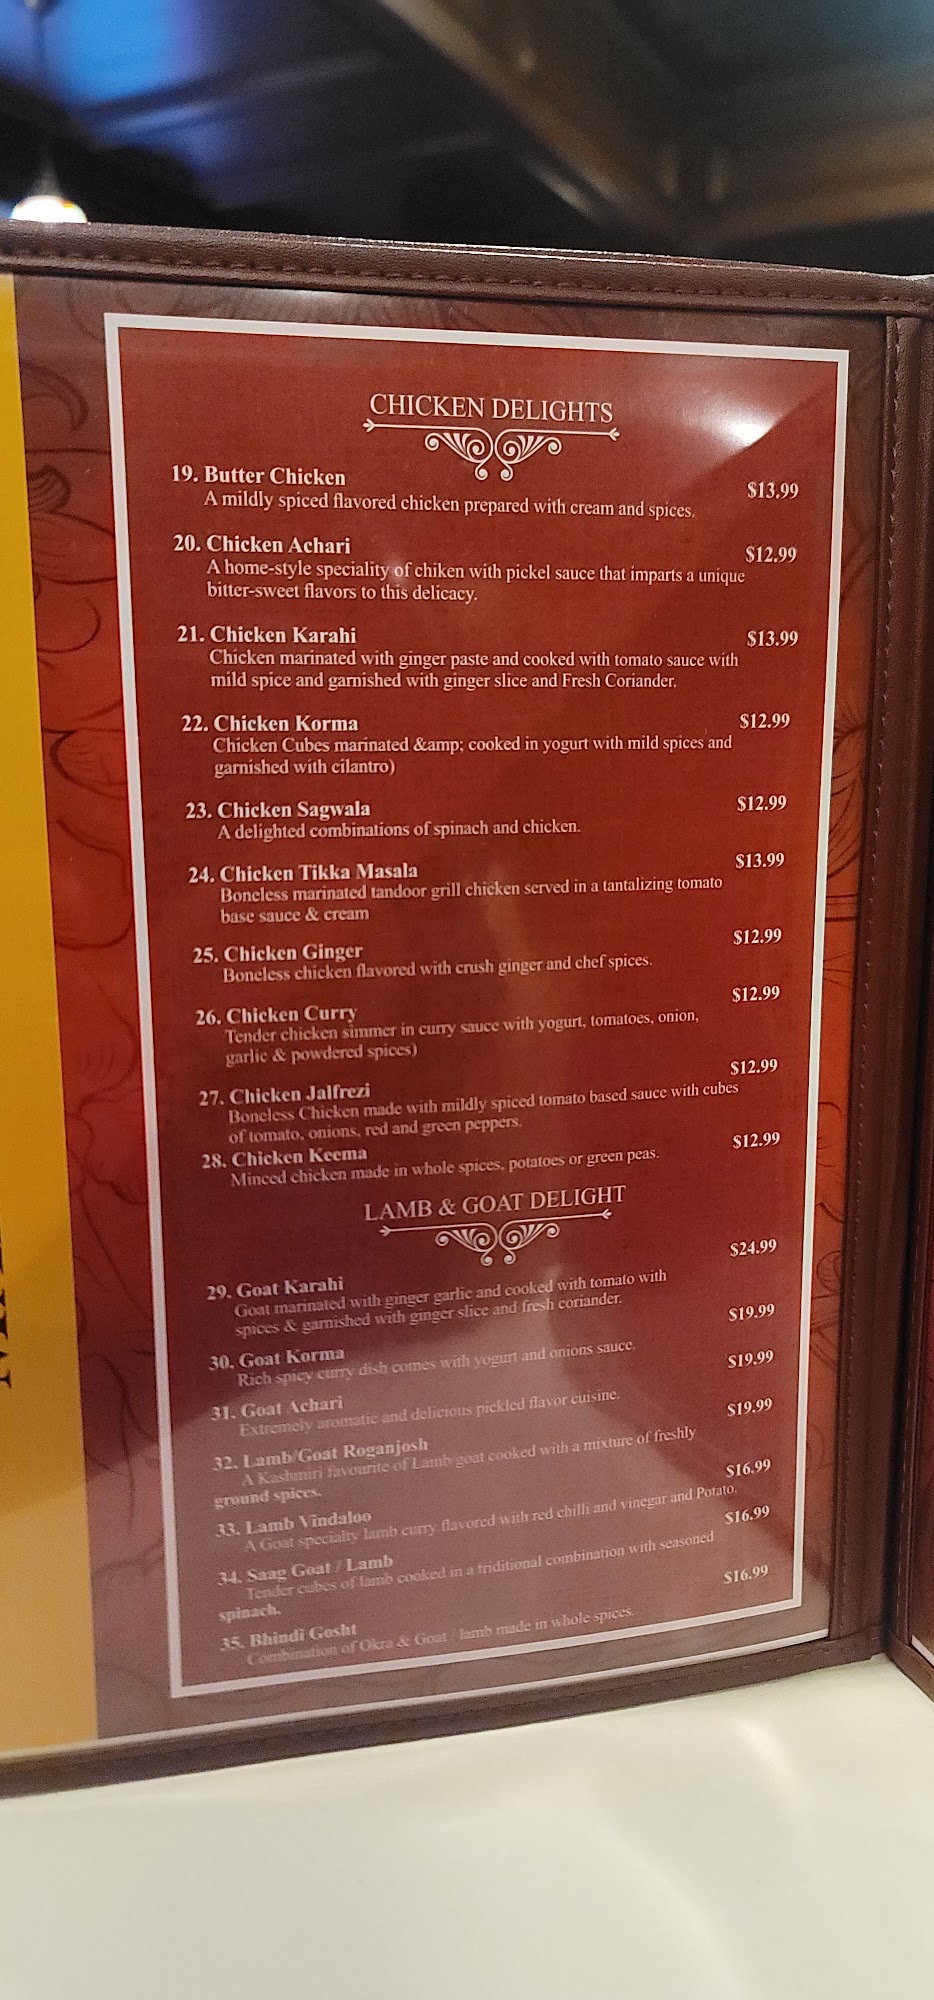 CHICKEN DELIGHTS
19. Butter Chicken $13.99
A mildly spiced flavored chicken prepared with cream and spices.
20. Chicken Achari $12.99
A home-style speciality of chiken with pickel sauce that imparts a unique
bitter-sweet flavors to this delicacy.
21. Chicken Karahi $13.99
Chicken marinated with ginger paste and cooked with tomato sauce with
mild spice and garnished with ginger slice and Fresh Coriander.
22. Chicken Korma $12.99
Chicken Cubes marinated &amp; cooked in yogurt with mild spices and
garnished with cilantro)
23. Chicken Sagwala $12.99
A delighted combinations of spinach and chicken.
24. Chicken Tikka Masala $13.99
Boneless marinated tandoor grill chicken served in a tantalizing tomato
base sauce & cream
25. Chicken Ginger $12.99
Boneless chicken flavored with crush ginger and chef spices.
26. Chicken Curry $12.99
Tender chicken simmer in curry sauce with yogurt, tomatoes, onion,
garlic & powdered spices)
27. Chicken Jalfrezi $12.99
Boneless Chicken made with mildly spiced tomato based sauce with cubes
of tomato, onions, red and green peppers.
28. Chicken Keema $12.99
Minced chicken made in whole spices, potatoes or green peas.
LAMB & GOAT DELIGHT
29. Goat Karahi $24.99
Goat marinated with ginger garlic and cooked with tomato with
spices & garnished with ginger slice and fresh coriander.
30. Goat Korma $19.99
Rich spicy curry dish comes with yogurt and onions sauce.
31. Goat Achari $19.99
Extremely aromatic and delicious pickled flavor cuisine.
32. Lamb/Goat Roganjosh $19.99
A Kashmiri favourite of Lamb/goat cooked with a mixture of freshly
ground spices.
33. Lamb Vindaloo $16.99
A Goat specialty lamb curry flavored with red chilli and vinegar and Potato.
34. Saag Goat / Lamb $16.99
Tender cubes of lamb cooked in a traditional combination with seasoned
spinach.
35. Bhindi Gosht $16.99
Combination of Okra & Goat / lamb made in whole spices.